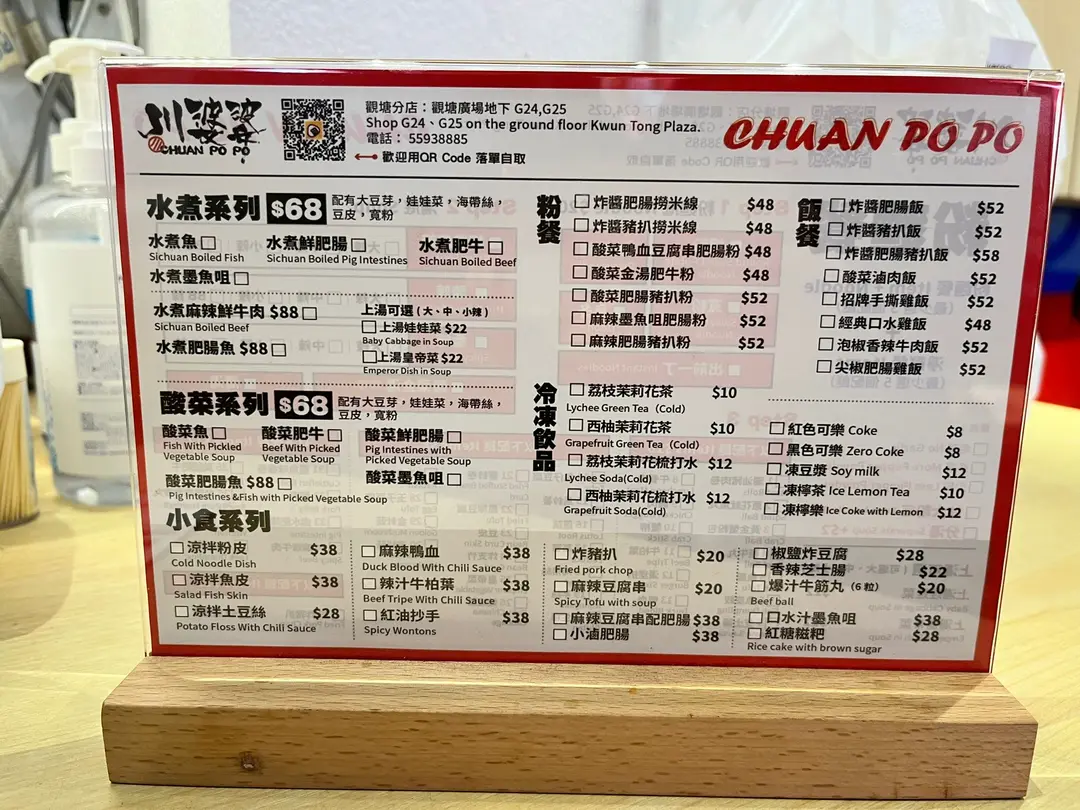 川婆婆
CHUAN PO PO
觀塘分店：觀塘廣場地下 G24,G25
Shop G24、G25 on the ground floor Kwun Tong Plaza.
電話： 55938885
歡迎用QR Code 落單自取
CHUAN PO PO
水煮系列 $68 配有大豆芽，娃娃菜，海帶絲，
豆皮，寬粉
水煮魚 水煮鮮肥腸 水煮肥牛
Sichuan Boiled Fish Sichuan Boiled Pig Intestines Sichuan Boiled Beef
水煮墨魚咀
水煮麻辣鮮牛肉 $88
Sichuan Boiled Beef
水煮肥腸魚 $88
上湯可選 ( 大、中、小辣 )
上湯娃娃菜 $22
Baby Cabbage in Soup
上湯皇帝菜 $22
Emperor Dish in Soup
酸菜系列 $68 配有大豆芽，娃娃菜，海帶絲，
豆皮，寬粉
酸菜魚 酸菜肥牛 酸菜鮮肥腸
Fish With Pickled Beef With Pickled Pig Intestines with
Vegetable Soup Vegetable Soup Picked Vegetable Soup
酸菜肥腸魚 $88 酸菜墨魚咀
Pig Intestines &Fish with Picked Vegetable Soup
粉餐
炸醬肥腸撈米線 $48
炸醬豬扒撈米線 $48
酸菜鴨血豆腐串肥腸粉 $48
酸菜金湯肥牛粉 $48
酸菜肥腸豬扒粉 $52
麻辣墨魚咀肥腸粉 $52
麻辣肥腸豬扒粉 $52
飯餐
炸醬肥腸飯 $52
炸醬豬扒飯 $52
炸醬肥腸豬扒飯 $58
酸菜滷肉飯 $52
招牌手撕雞飯 $52
經典口水雞飯 $48
泡椒香辣牛肉飯 $52
尖椒肥腸雞飯 $52
冷凍飲品
荔枝茉莉花茶 $10
Lychee Green Tea（Cold）
西柚茉莉花茶 $10
Grapefruit Green Tea（Cold）
荔枝茉莉花梳打水 $12
Lychee Soda(Cold)
西柚茉莉花梳打水 $12
Grapefruit Soda(Cold)
紅色可樂 Coke $8
黑色可樂 Zero Coke $8
凍豆漿 Soy milk $12
凍檸茶 Ice Lemon Tea $10
凍檸樂 Ice Coke with Lemon $12
小食系列
涼拌粉皮 $38
Cold Noodle Dish
涼拌魚皮 $38
Salad Fish Skin
涼拌土豆絲 $28
Potato Floss With Chili Sauce
麻辣鴨血 $38
Duck Blood With Chili Sauce
辣汁牛柏葉 $38
Beef Tripe With Chili Sauce
紅油抄手 $38
Spicy Wontons
炸豬扒 $20
Fried pork chop
麻辣豆腐串 $20
Spicy Tofu with soup
麻辣豆腐串配肥腸 $38
小滷肥腸 $38
椒鹽炸豆腐 $28
香辣芝士腸 $22
爆汁牛筋丸（6 粒） $20
Beef ball
口水汁墨魚咀 $38
紅糖糍粑 $28
Rice cake with brown sugar